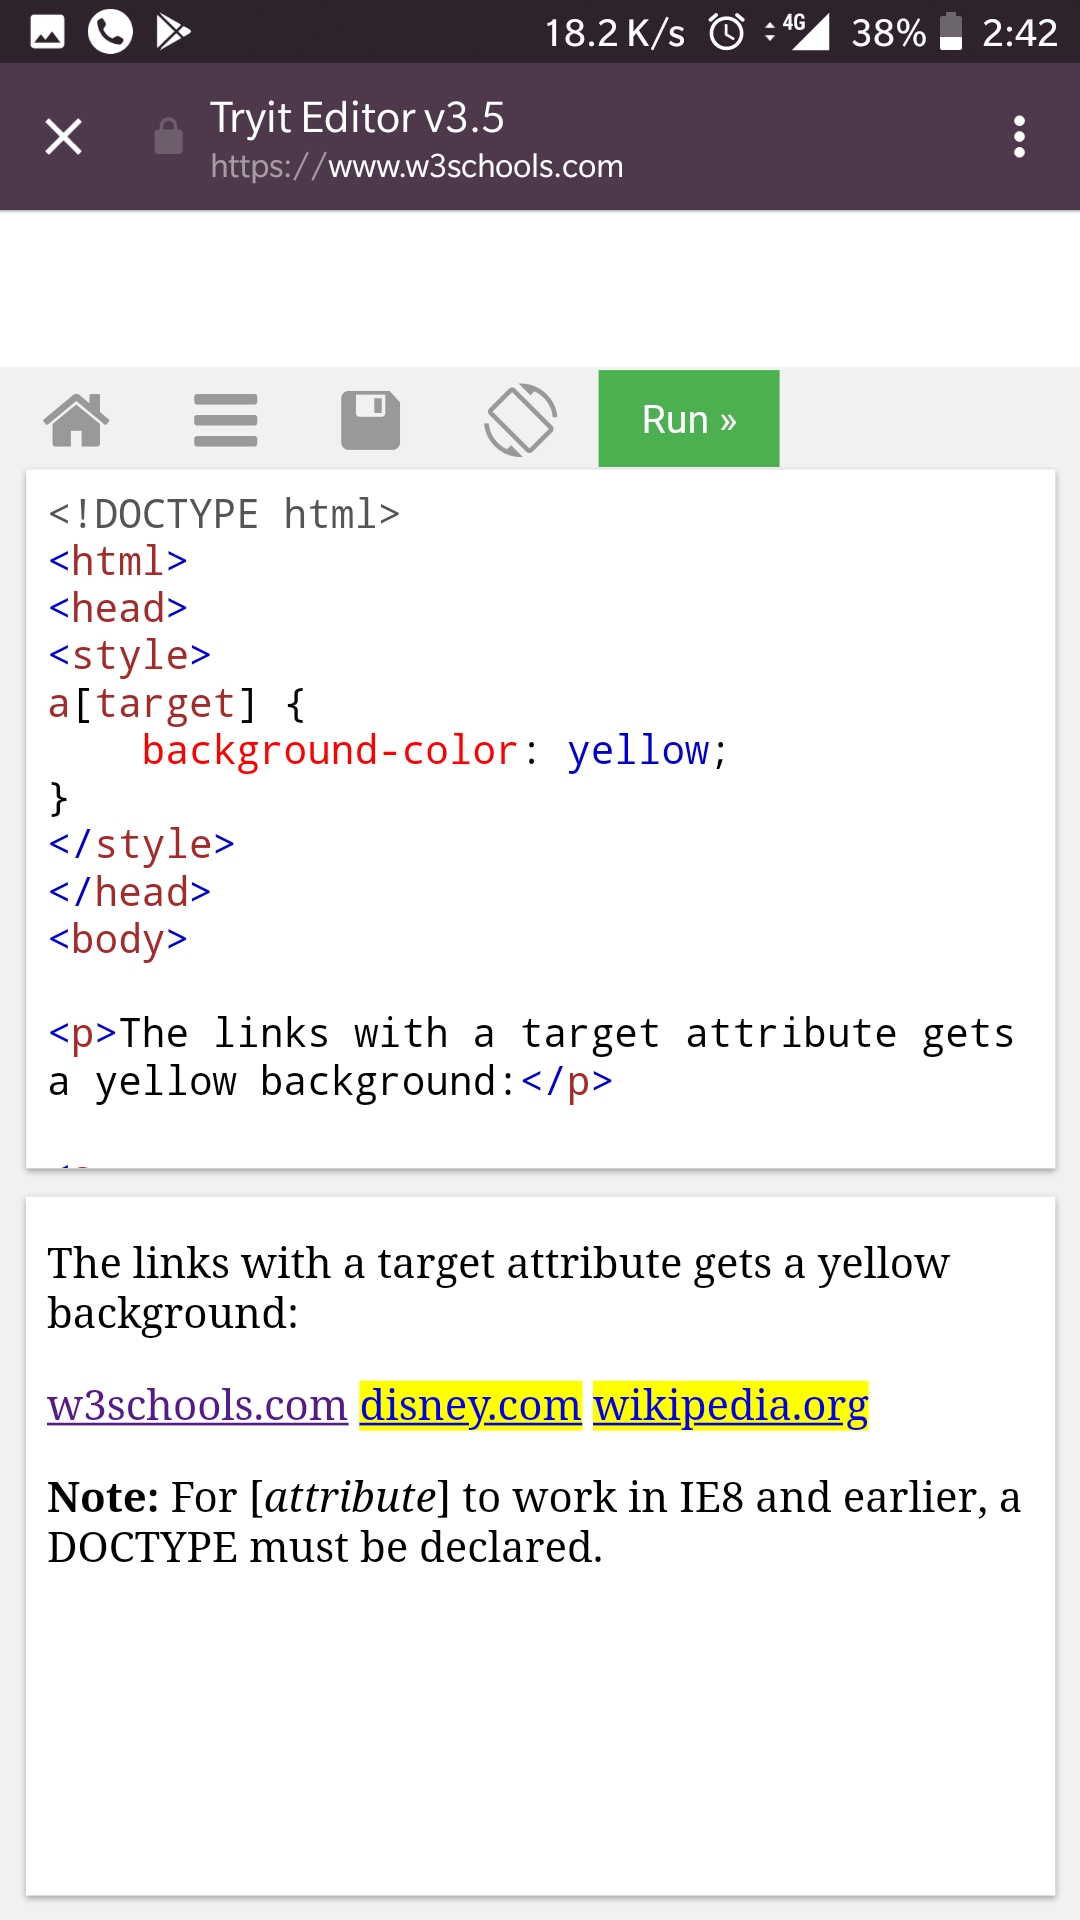 18.2 K/s 4G 38% 2:42
Tryit Editor v3.5
https://www.w3schools.com
Run »
<!DOCTYPE html>
<html>
<head>
<style>
a[target] {
    background-color: yellow;
}
</style>
</head>
<body>
<p>The links with a target attribute gets
a yellow background:</p>
The links with a target attribute gets a yellow
background:
w3schools.com disney.com wikipedia.org
Note: For [attribute] to work in IE8 and earlier, a
DOCTYPE must be declared.